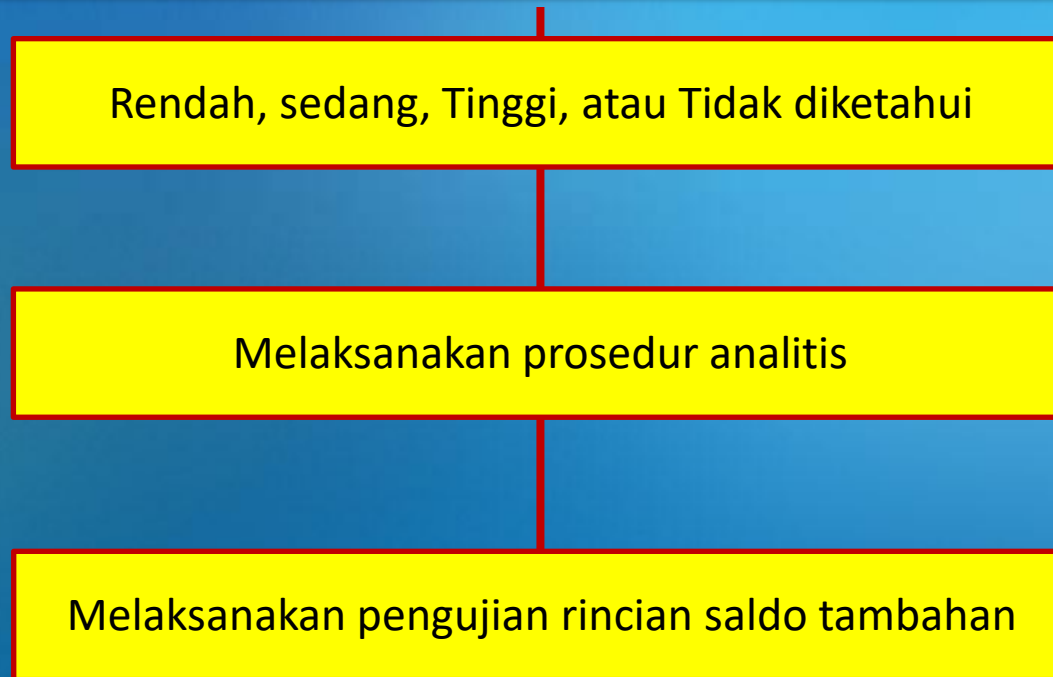 Rendah, sedang, Tinggi, atau Tidak diketahui
Melaksanakan prosedur analitis
Melaksanakan pengujian rincian saldo tambahan